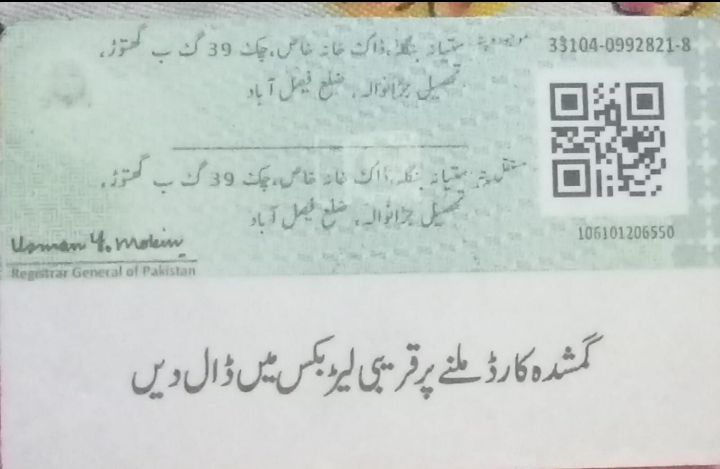 موجودہ پتہ ستیانہ بنگلہ، ڈاک خانہ خاص، چک 39 گ ب گھتوڑ،
تحصیل جڑانوالہ، ضلع فیصل آباد
33104-0992821-8
مستقل پتہ ستیانہ بنگلہ، ڈاک خانہ خاص، چک 39 گ ب گھتوڑ،
تحصیل جڑانوالہ، ضلع فیصل آباد
106101206550
Usman Y. Mobin
Registrar General of Pakistan
گمشدہ کارڈ ملنے پر قریبی لیٹر بکس میں ڈال دیں